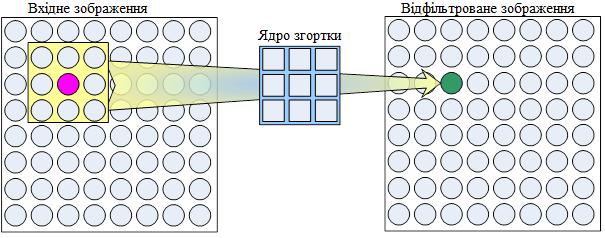 Вхідне зображення
Відфільтроване зображення
Ядро згортки